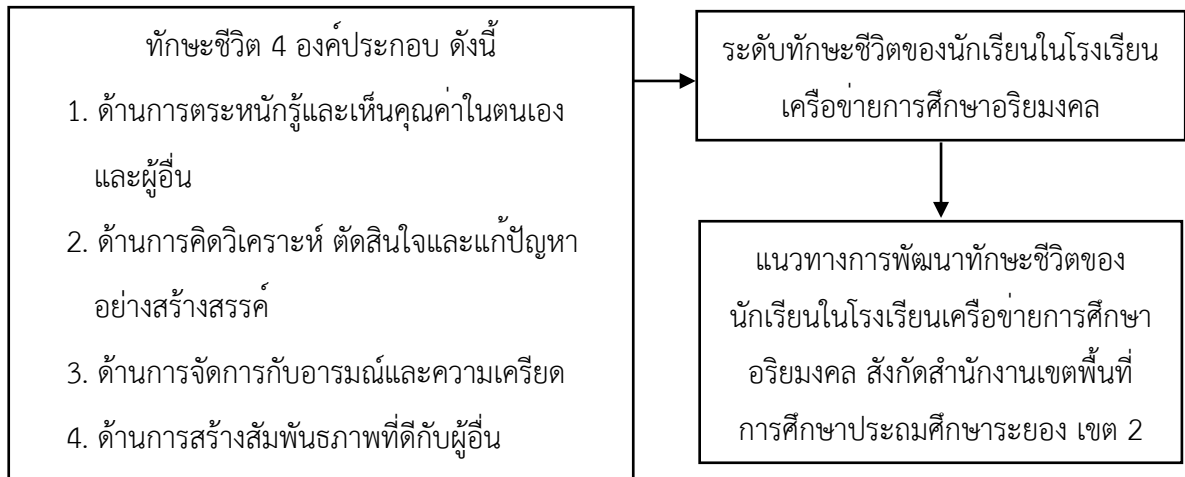 ทักษะชีวิต 4 องค์ประกอบ ดังนี้
1. ด้านการตระหนักรู้และเห็นคุณค่าในตนเอง
และผู้อื่น
2. ด้านการคิดวิเคราะห์ ตัดสินใจและแก้ปัญหา
อย่างสร้างสรรค์
3. ด้านการจัดการกับอารมณ์และความเครียด
4. ด้านการสร้างสัมพันธภาพที่ดีกับผู้อื่น
ระดับทักษะชีวิตของนักเรียนในโรงเรียน
เครือข่ายการศึกษาอริยมงคล
แนวทางการพัฒนาทักษะชีวิตของ
นักเรียนในโรงเรียนเครือข่ายการศึกษา
อริยมงคล สังกัดสำนักงานเขตพื้นที่
การศึกษาประถมศึกษาระยอง เขต 2